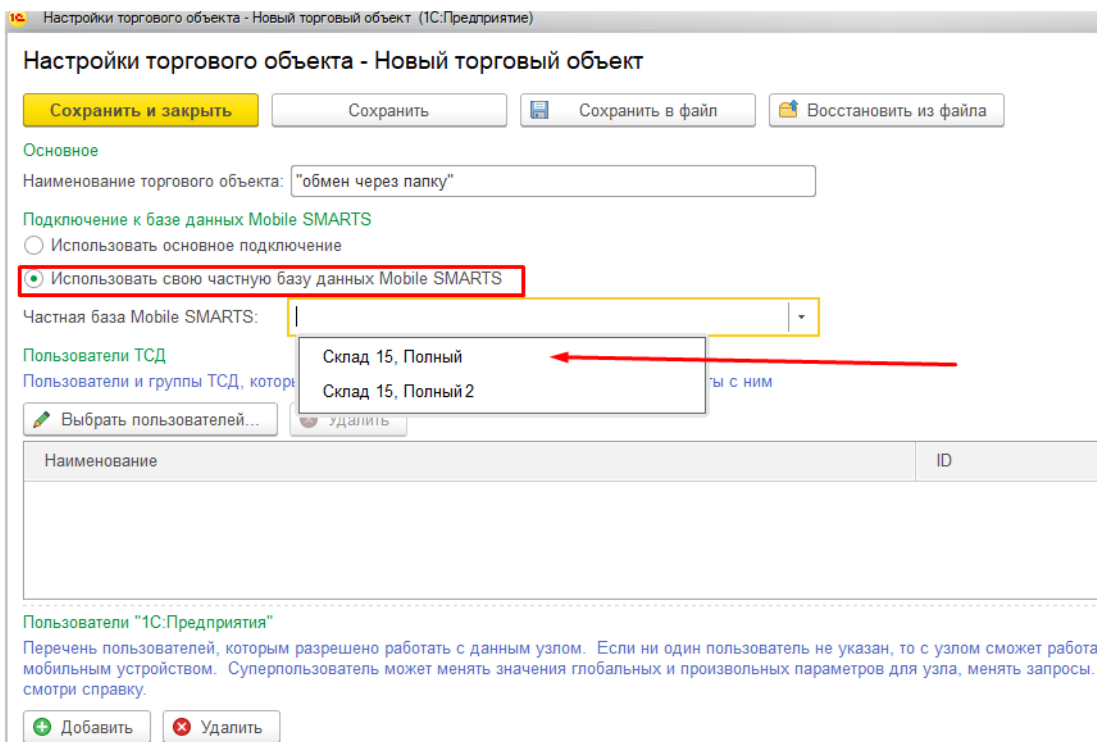 1С Настройки торгового объекта - Новый торговый объект (1С:Предприятие)
Настройки торгового объекта - Новый торговый объект
Сохранить и закрыть Сохранить Сохранить в файл Восстановить из файла
Основное
Наименование торгового объекта: "обмен через папку"
Подключение к базе данных Mobile SMARTS
Использовать основное подключение
Использовать свою частную базу данных Mobile SMARTS
Частная база Mobile SMARTS:
Склад 15, Полный
Склад 15, Полный 2
Пользователи ТСД
Пользователи и группы ТСД, которы ты с ним
Выбрать пользователей... Удалить
Наименование ID
Пользователи "1С:Предприятия"
Перечень пользователей, которым разрешено работать с данным узлом. Если ни один пользователь не указан, то с узлом сможет работа
мобильным устройством. Суперпользователь может менять значения глобальных и произвольных параметров для узла, менять запросы.
смотри справку.
Добавить Удалить